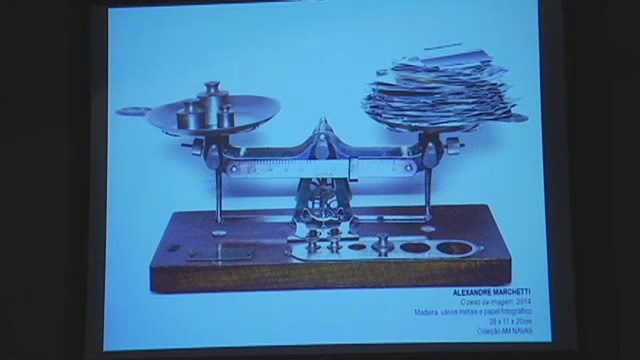 ALEXANDRE MARCHETTI
O peso da imagem, 2014
Madeira, vários metais e papel fotográfico
28 x 11 x 20cm
Coleção AM NAVAS